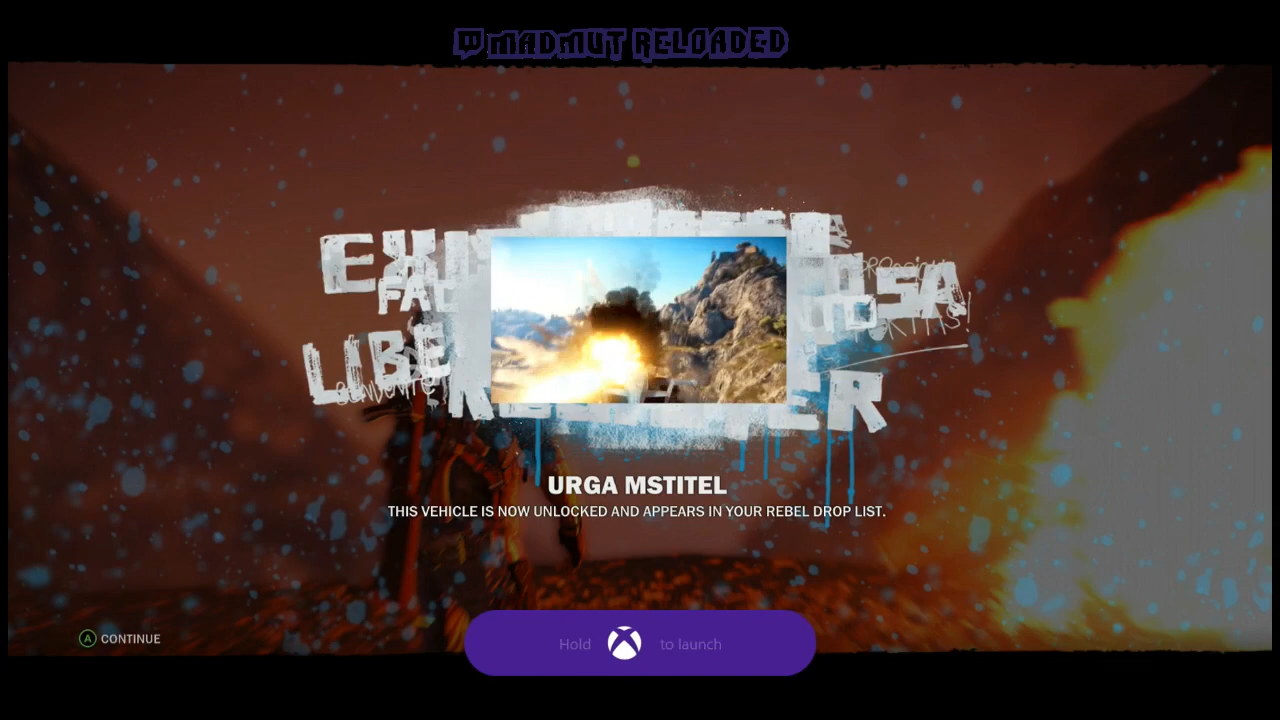 MADMUT RELOADED
LIBE
URGA MSTITEL
THIS VEHICLE IS NOW UNLOCKED AND APPEARS IN YOUR REBEL DROP LIST.
A CONTINUE
Hold to launch